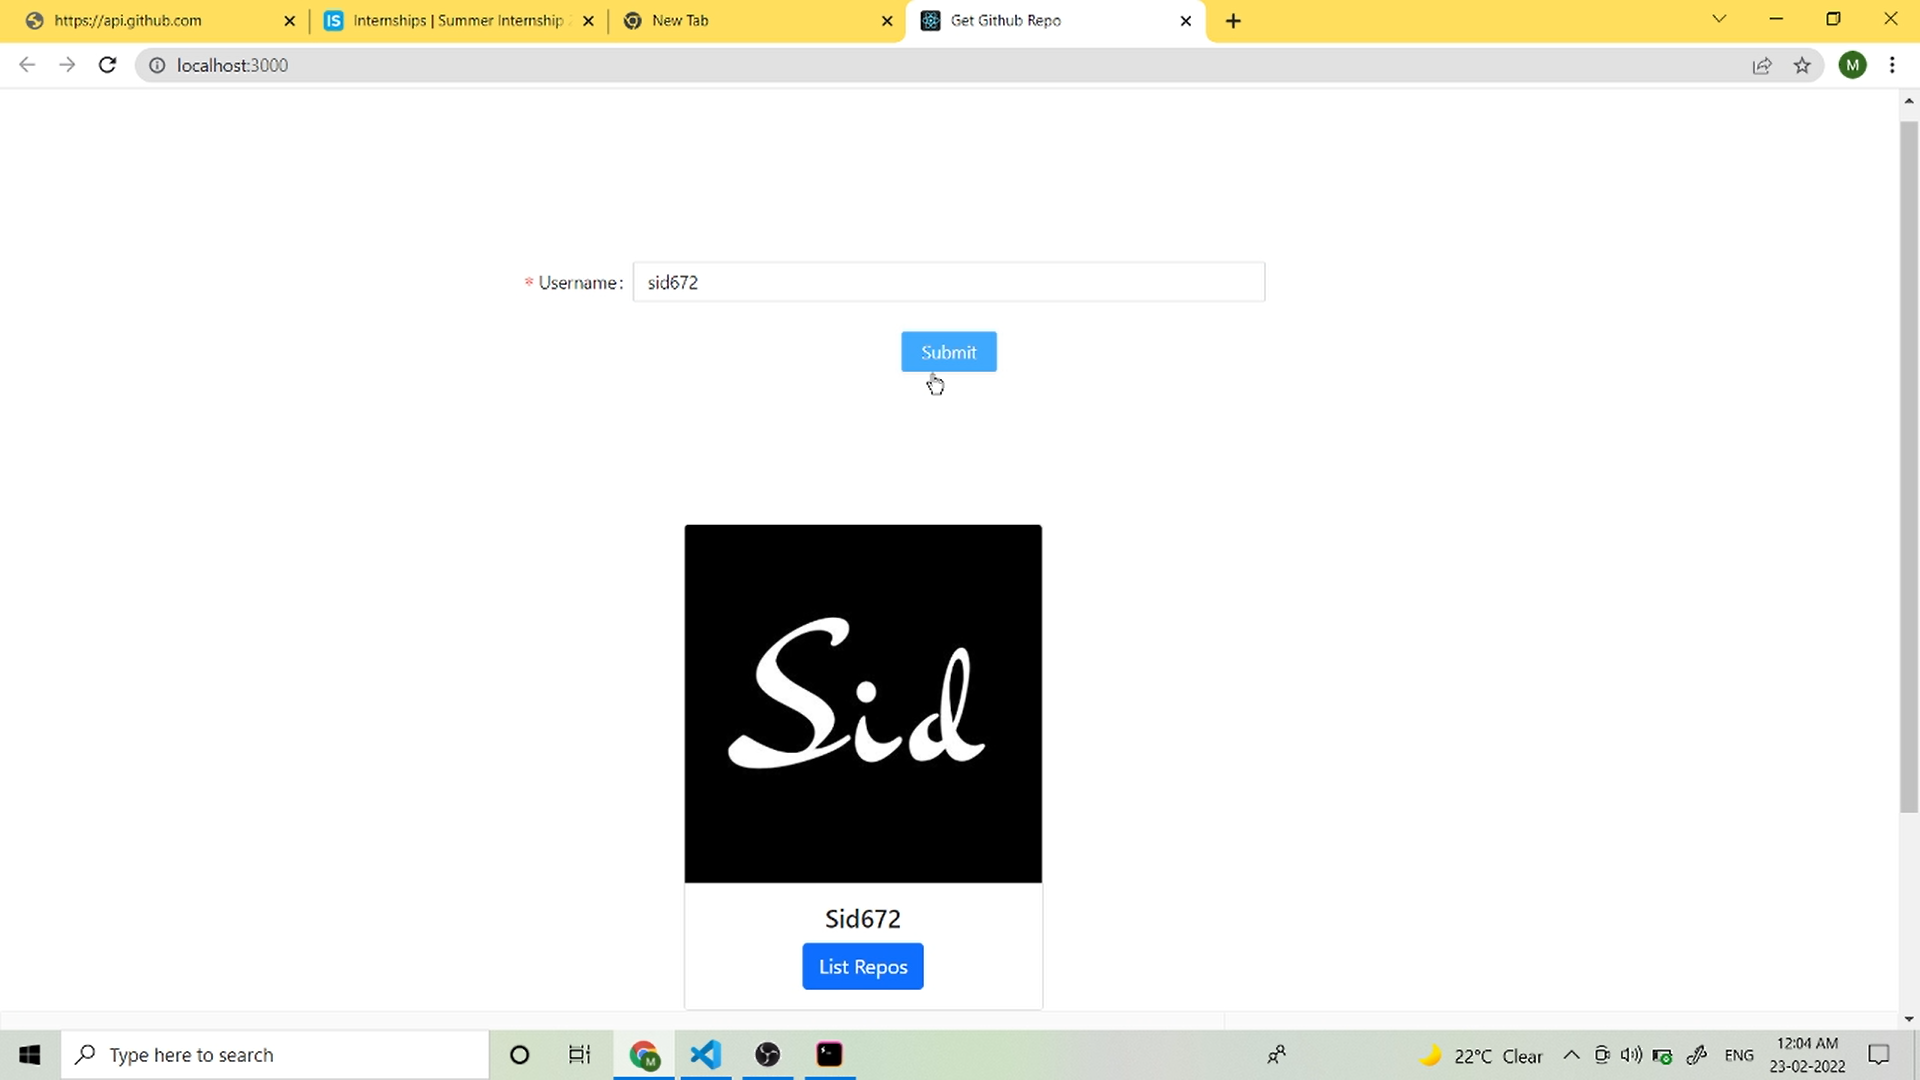 https://api.github.com
IS Internships | Summer Internship
New Tab
Get Github Repo
localhost:3000
M
* Username:
sid672
Submit
Sid
Sid672
List Repos
Type here to search
M
22°C Clear
ENG
12:04 AM
23-02-2022